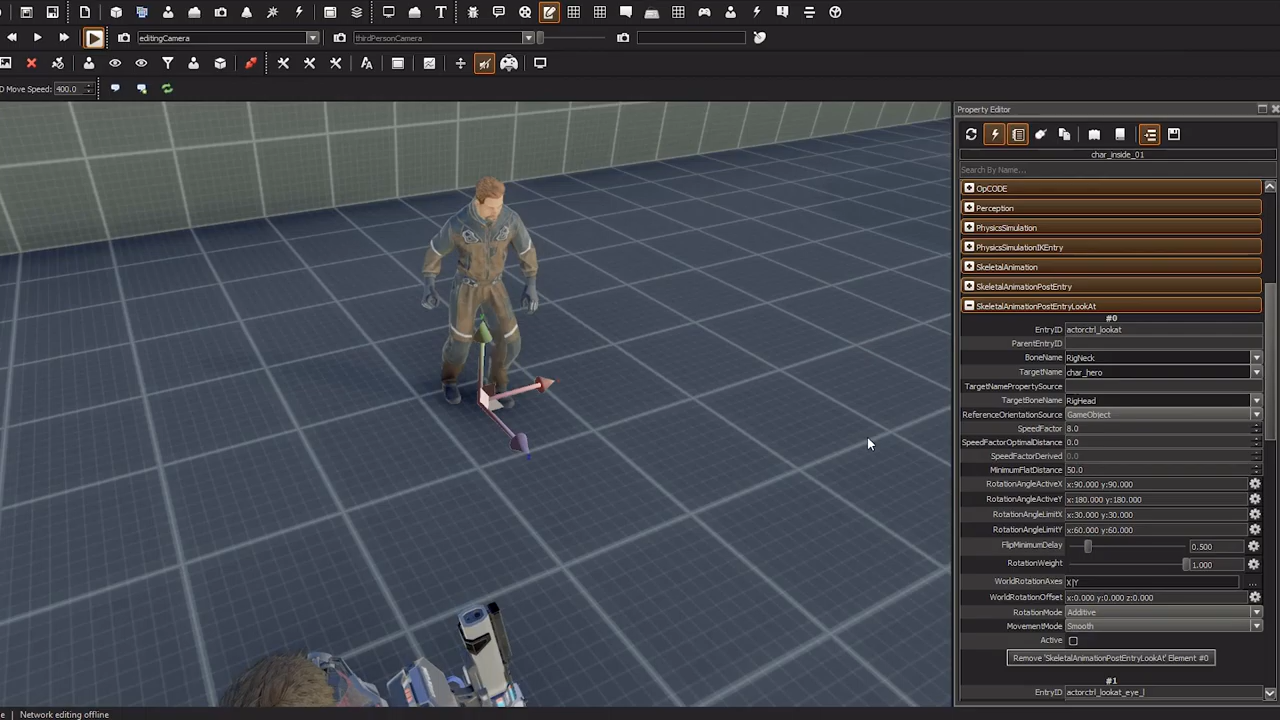 T
editingCamera
thirdPersonCamera
D Move Speed: 400.0
Property Editor
char_inside_01
Search By Name...
OpCODE
Perception
PhysicsSimulation
PhysicsSimulationIKEntry
SkeletalAnimation
SkeletalAnimationPostEntry
SkeletalAnimationPostEntryLookAt
#0
EntryID actorctrl_lookat
ParentEntryID
BoneName RigNeck
TargetName char_hero
TargetNamePropertySource
TargetBoneName RigHead
ReferenceOrientationSource GameObject
SpeedFactor 8.0
SpeedFactorOptimalDistance 0.0
SpeedFactorDerived 0.0
MinimumFlatDistance 50.0
RotationAngleActiveX x:90.000 y:90.000
RotationAngleActiveY x:180.000 y:180.000
RotationAngleLimitX x:30.000 y:30.000
RotationAngleLimitY x:60.000 y:60.000
FlipMinimumDelay 0.500
RotationWeight 1.000
WorldRotationAxes X|Y ...
WorldRotationOffset x:0.000 y:0.000 z:0.000
RotationMode Additive
MovementMode Smooth
Active
Remove 'SkeletalAnimationPostEntryLookAt' Element #0
#1
EntryID actorctrl_lookat_eye_l
e | Network editing offline